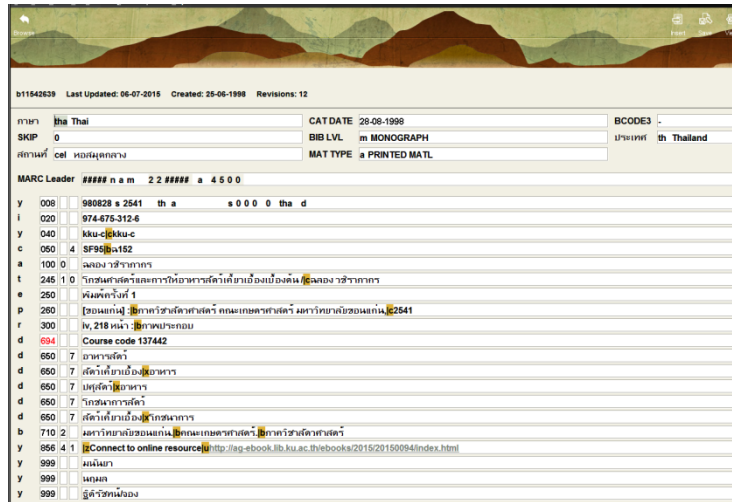 Browse Insert Save
b11542639 Last Updated: 06-07-2015 Created: 25-06-1998 Revisions: 12
ภาษา tha Thai CAT DATE 28-08-1998 BCODE3 -
SKIP 0 BIB LVL m MONOGRAPH ประเทศ th Thailand
สถานที่ cel หอสมุดกลาง MAT TYPE a PRINTED MATL
MARC Leader ##### n a m 2 2 ##### a 4 5 0 0
y 008 980828 s 2541 th a s 0 0 0 0 tha d
i 020 974-675-312-6
y 040 kku-c|ckku-c
c 050 4 SF95|bฉ152
a 100 0 ฉลอง วชิราภากร
t 245 1 0 โภชนศาสตร์และการให้อาหารสัตว์เคี้ยวเอื้องเบื้องต้น /|cฉลอง วชิราภากร
e 250 พิมพ์ครั้งที่ 1
p 260 [ขอนแก่น] :|bภาควิชาสัตวศาสตร์ คณะเกษตรศาสตร์ มหาวิทยาลัยขอนแก่น,|c2541
r 300 iv, 218 หน้า :|bภาพประกอบ
d 694 Course code 137442
d 650 7 อาหารสัตว์
d 650 7 สัตว์เคี้ยวเอื้อง|xอาหาร
d 650 7 ปศุสัตว์|xอาหาร
d 650 7 โภชนาการสัตว์
d 650 7 สัตว์เคี้ยวเอื้อง|xโภชนาการ
b 710 2 มหาวิทยาลัยขอนแก่น.|bคณะเกษตรศาสตร์.|bภาควิชาสัตวศาสตร์
y 856 4 1 |zConnect to online resource|uhttp://ag-ebook.lib.ku.ac.th/ebooks/2015/20150094/index.html
y 999 มนันยา
y 999 นฤมล
y 999